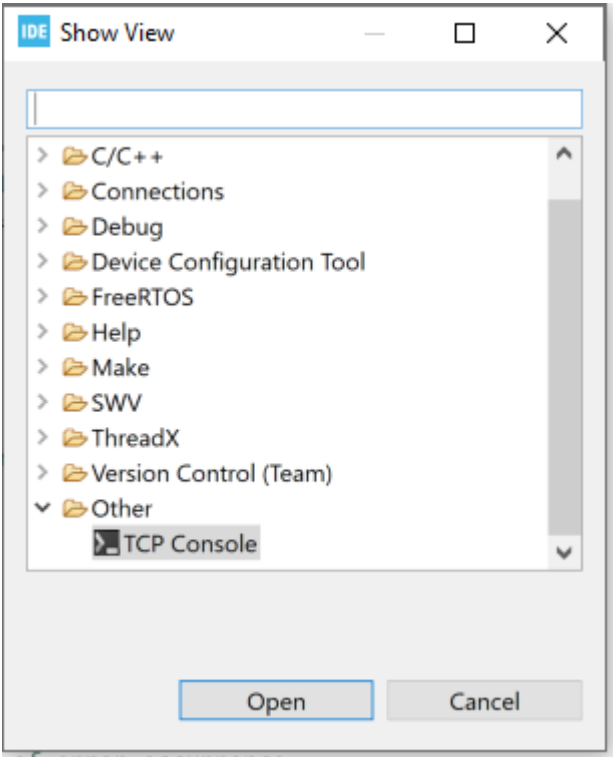 IDE Show View
C/C++
Connections
Debug
Device Configuration Tool
FreeRTOS
Help
Make
SWV
ThreadX
Version Control (Team)
Other
TCP Console
Open Cancel